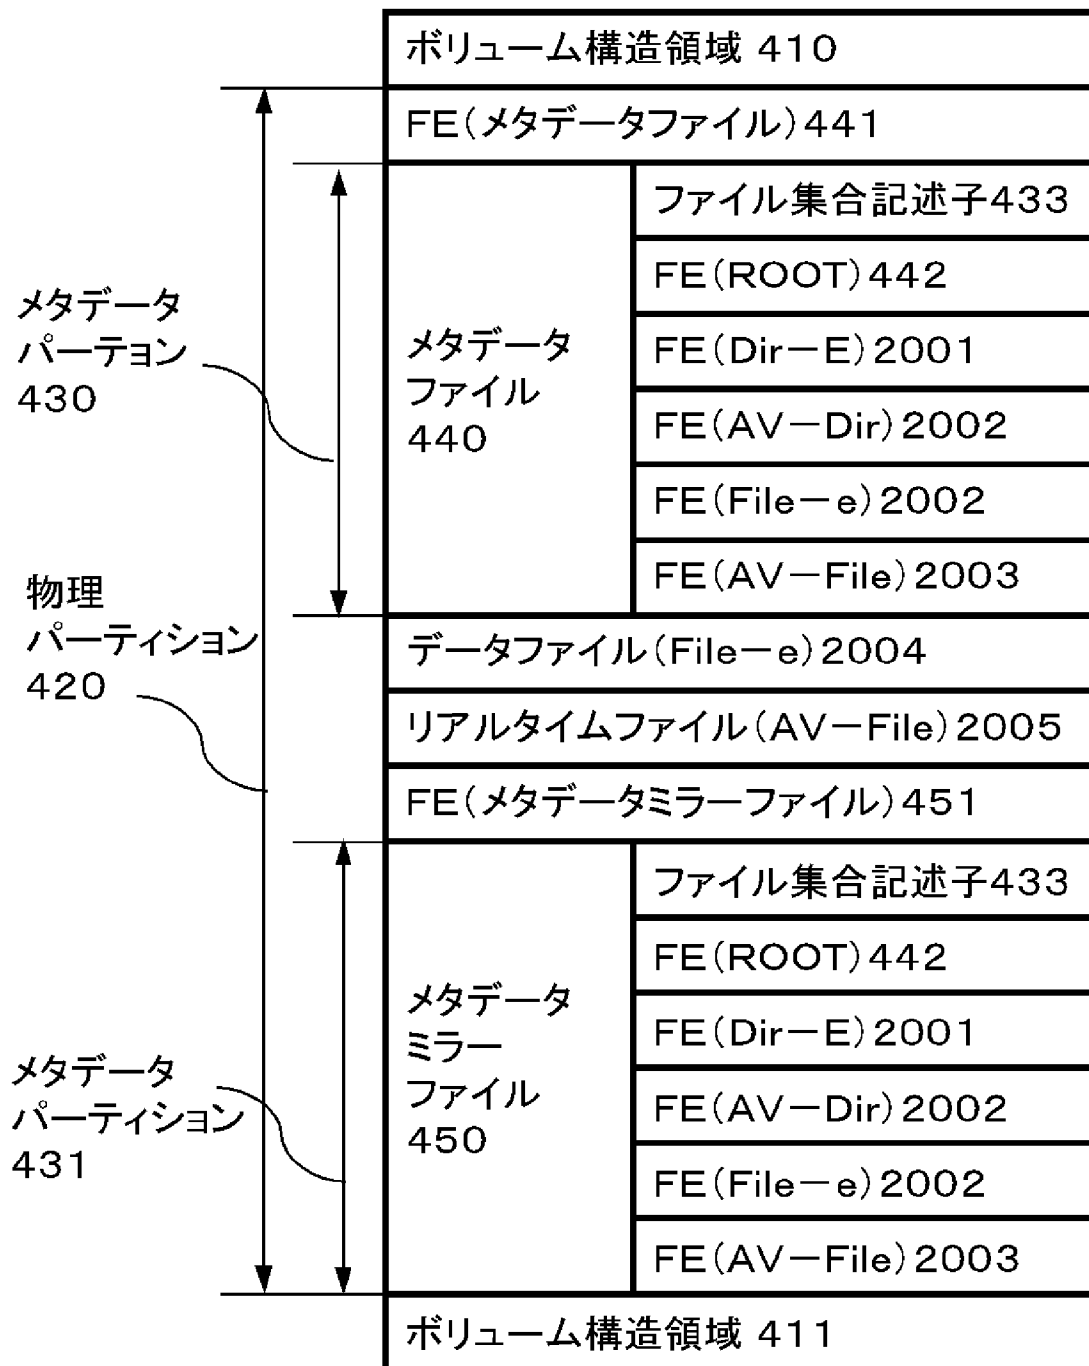 ボリューム構造領域 410
FE(メタデータファイル)441
メタデータ
パーテョン
430
メタデータ
ファイル
440
ファイル集合記述子433
FE(ROOT)442
FE(Dir－E)2001
FE(AV－Dir)2002
FE(File－e)2002
FE(AV－File)2003
物理
パーティション
420
データファイル(File－e)2004
リアルタイムファイル(AV－File)2005
FE(メタデータミラーファイル)451
メタデータ
パーティション
431
メタデータ
ミラー
ファイル
450
ファイル集合記述子433
FE(ROOT)442
FE(Dir－E)2001
FE(AV－Dir)2002
FE(File－e)2002
FE(AV－File)2003
ボリューム構造領域 411